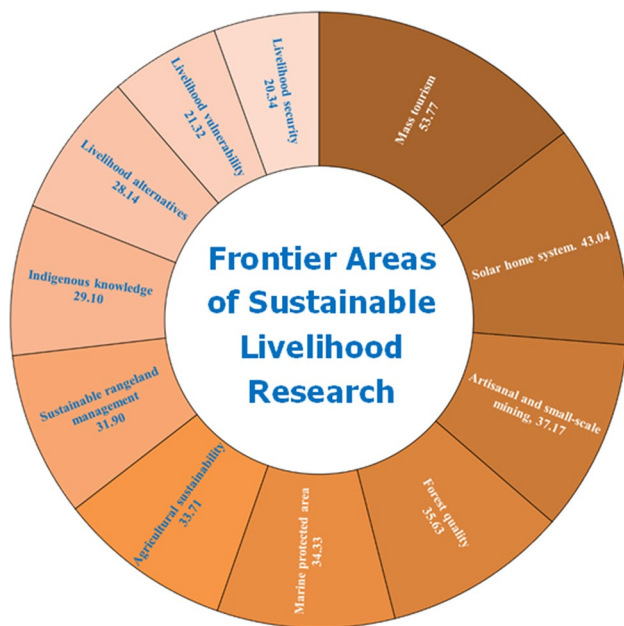 Frontier Areas
of Sustainable
Livelihood
Research
Mass tourism
53.77
Solar home system. 43.04
Artisanal and small-scale
mining, 37.17
Forest quality
35.63
Marine protected area
34.33
Agricultural sustainability
33.71
Sustainable rangeland
management
31.90
Indigenous knowledge
29.10
Livelihood alternatives
28.14
Livelihood vulnerability
21.32
Livelihood security
20.34